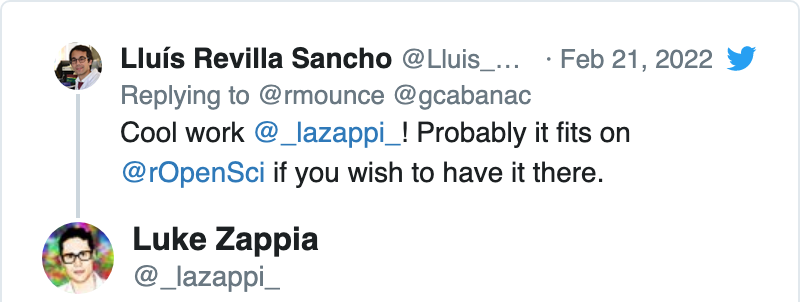 Lluís Revilla Sancho @Lluis_... · Feb 21, 2022
Replying to @rmounce @gcabanac
Cool work @_lazappi_! Probably it fits on
@rOpenSci if you wish to have it there.
Luke Zappia
@_lazappi_